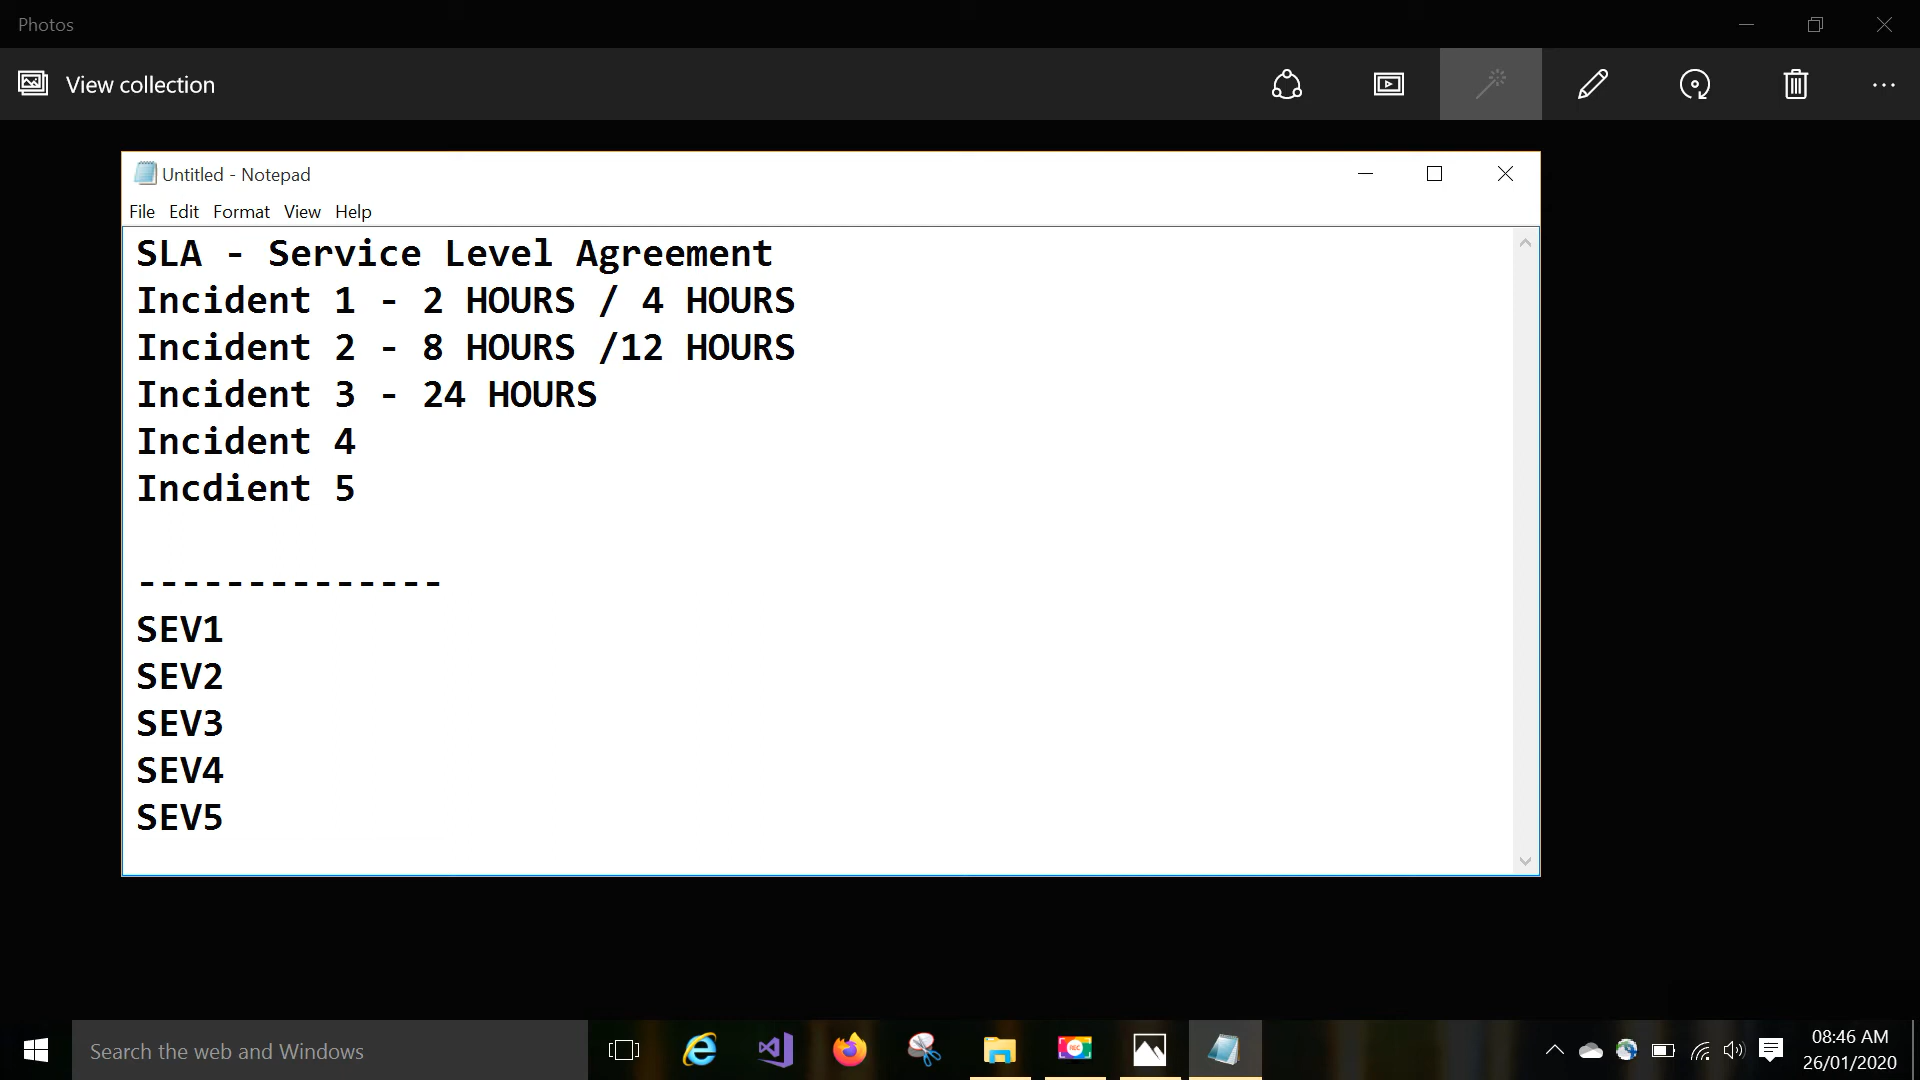 Photos
View collection
Untitled - Notepad
File Edit Format View Help
SLA - Service Level Agreement
Incident 1 - 2 HOURS / 4 HOURS
Incident 2 - 8 HOURS /12 HOURS
Incident 3 - 24 HOURS
Incident 4
Incdient 5
--------------
SEV1
SEV2
SEV3
SEV4
SEV5
Search the web and Windows
08:46 AM
26/01/2020